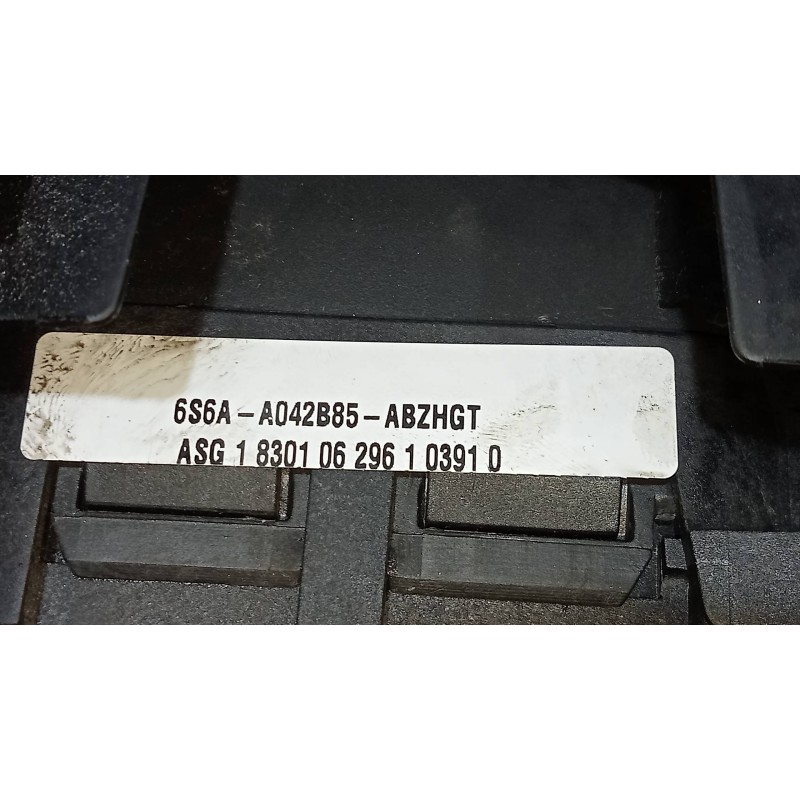 6S6A-A042B85-ABZHGT
ASG 1 8301 06 296 1 0391 0